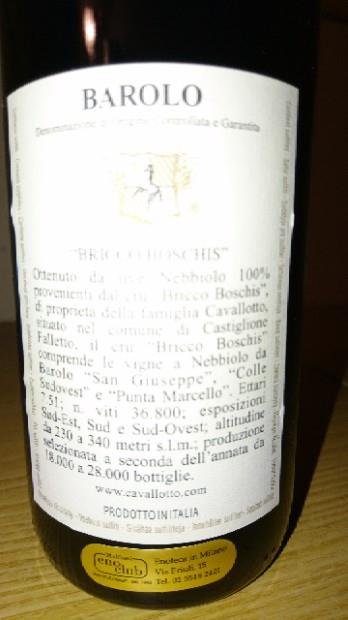 BAROLO
Denominazione di Origine Controllata e Garantita
"BRICCO BOSCHIS"
Ottenuto da uve Nebbiolo 100%
provenienti dal cru "Bricco Boschis",
di proprietà della famiglia Cavallotto,
situato nel comune di Castiglione
Falletto, il cru "Bricco Boschis"
comprende le vigne a Nebbiolo da
Barolo "San Giuseppe", "Colle
Sudovest" e "Punta Marcello". Ettari
7.51; n. viti 36.800; esposizioni
Sud-Est, Sud e Sud-Ovest; altitudine
da 230 a 340 metri s.l.m.; produzione
selezionata a seconda dell'annata da
18.000 a 28.000 bottiglie.
www.cavallotto.com
PRODOTTO IN ITALIA
eno club
Enoteca in Milano
Via Friuli, 15